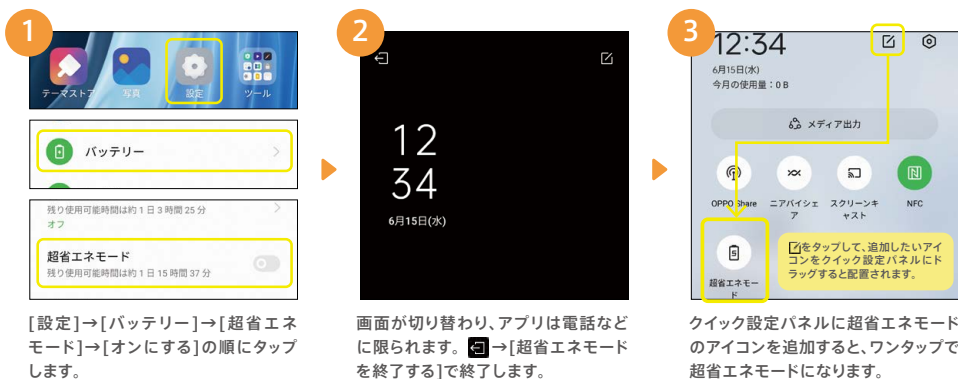 1
テーマストア 写真 設定 ツール
バッテリー
残り使用可能時間は約 1 日 3 時間 25 分
オフ
超省エネモード
残り使用可能時間は約 1 日 15 時間 37 分
[設定]→[バッテリー]→[超省エネ
モード]→[オンにする]の順にタップ
します。
2
12
34
6月15日(水)
画面が切り替わり、アプリは電話など
に限られます。→[超省エネモード
を終了する]で終了します。
3
12:34
6月15日(水)
今月の使用量：0 B
メディア出力
OPPO Share ニアバイシェ スクリーンキ NFC
ア ャスト
超省エネモー
ド
をタップして、追加したいアイ
コンをクイック設定パネルにド
ラッグすると配置されます。
クイック設定パネルに超省エネモード
のアイコンを追加すると、ワンタップで
超省エネモードになります。